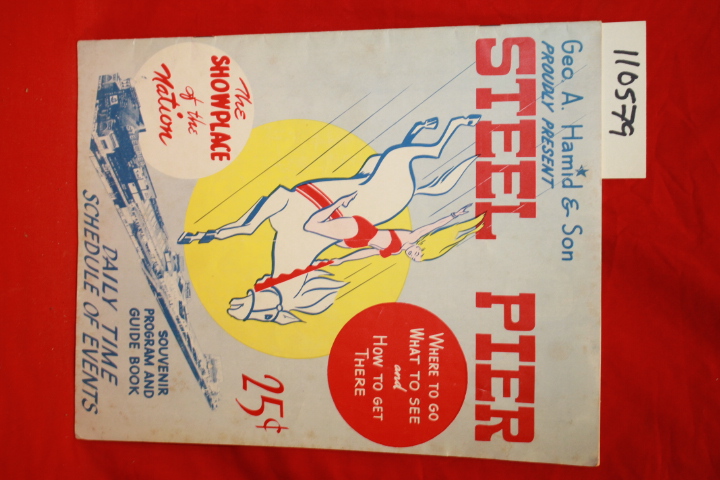 110579
Geo. A. Hamid & Son
PROUDLY PRESENT
STEEL PIER
The
SHOWPLACE
of the
Nation
WHERE TO GO
WHAT TO SEE
and
HOW TO GET
THERE
25¢
SOUVENIR
PROGRAM AND
GUIDE BOOK
DAILY TIME
SCHEDULE OF EVENTS